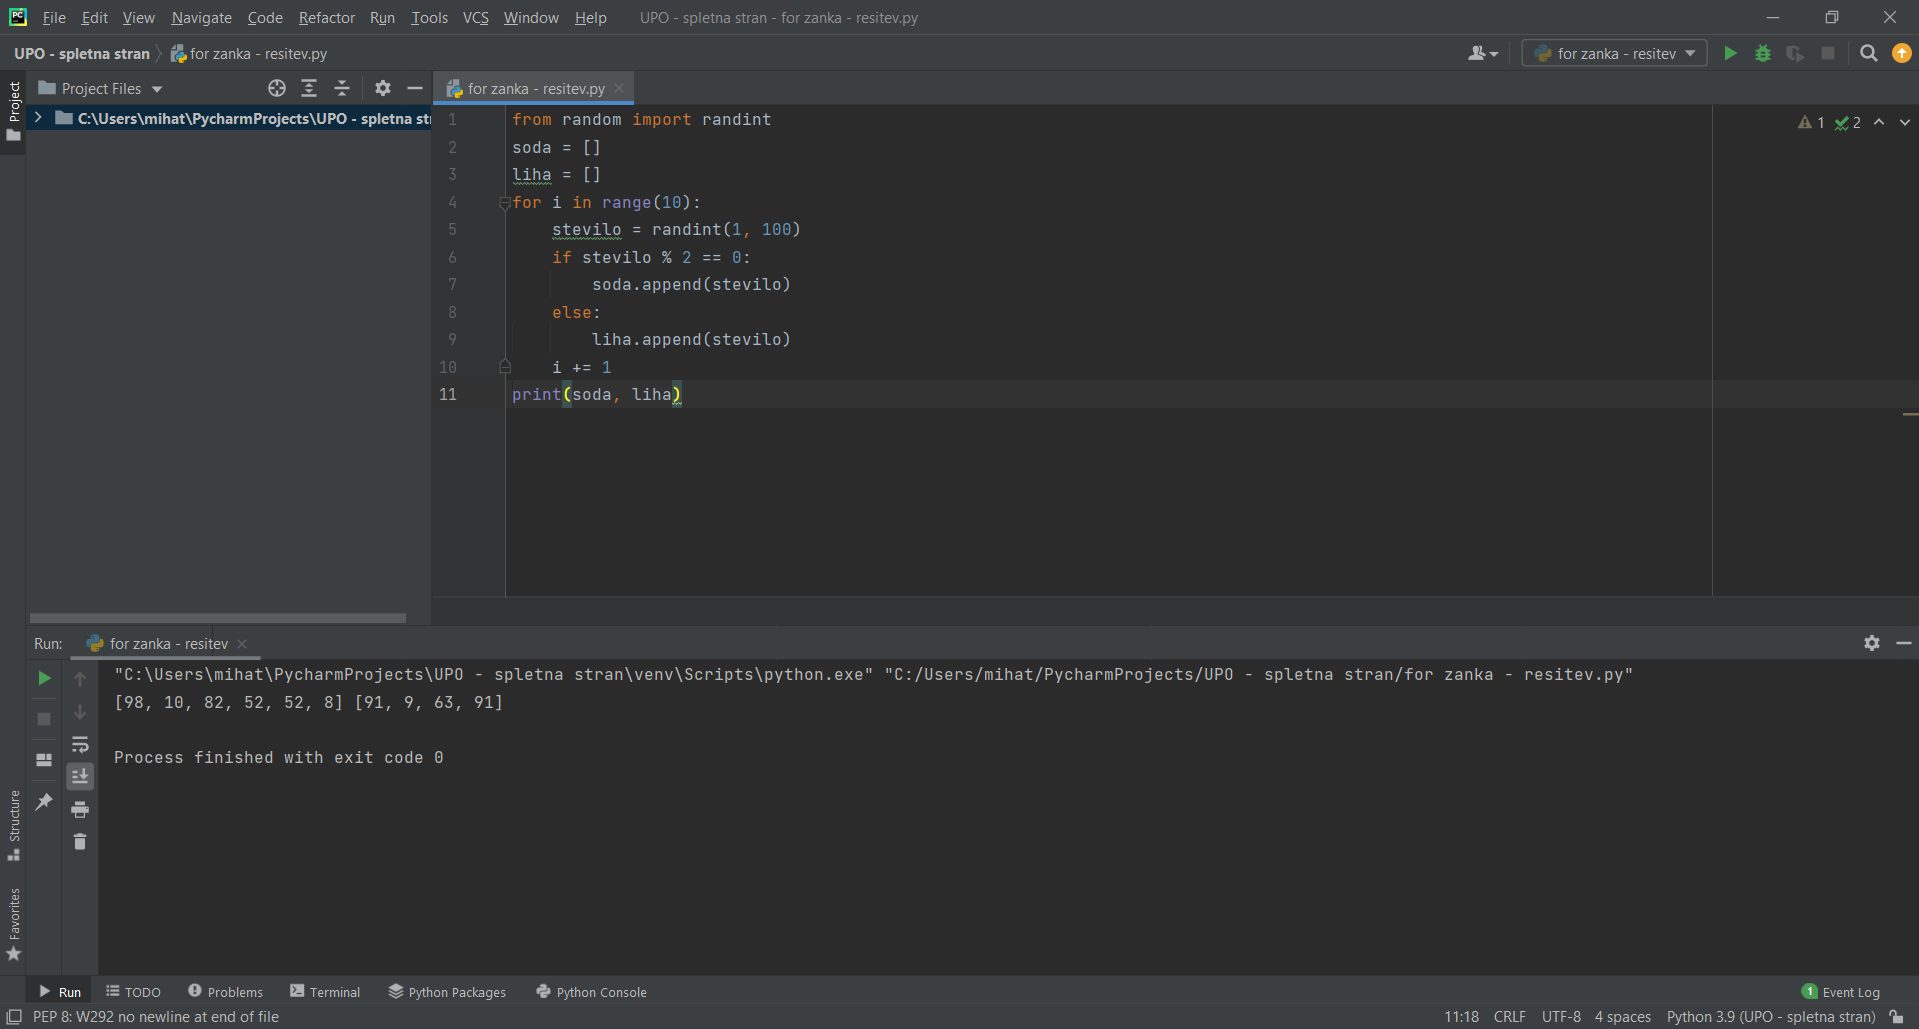 PC File Edit View Navigate Code Refactor Run Tools VCS Window Help UPO - spletna stran - for zanka - resitev.py
UPO - spletna stran for zanka - resitev.py for zanka - resitev
Project
Project Files
for zanka - resitev.py
C:\Users\mihat\PycharmProjects\UPO - spletna str
1 from random import randint
2 soda = []
3 liha = []
4 for i in range(10):
5 stevilo = randint(1, 100)
6 if stevilo % 2 == 0:
7 soda.append(stevilo)
8 else:
9 liha.append(stevilo)
10 i += 1
11 print(soda, liha)
1 2
Run: for zanka - resitev
"C:\Users\mihat\PycharmProjects\UPO - spletna stran\venv\Scripts\python.exe" "C:/Users/mihat/PycharmProjects/UPO - spletna stran/for zanka - resitev.py"
[98, 10, 82, 52, 52, 8] [91, 9, 63, 91]
Process finished with exit code 0
Structure
Favorites
Run TODO Problems Terminal Python Packages Python Console 1 Event Log
PEP 8: W292 no newline at end of file 11:18 CRLF UTF-8 4 spaces Python 3.9 (UPO - spletna stran)